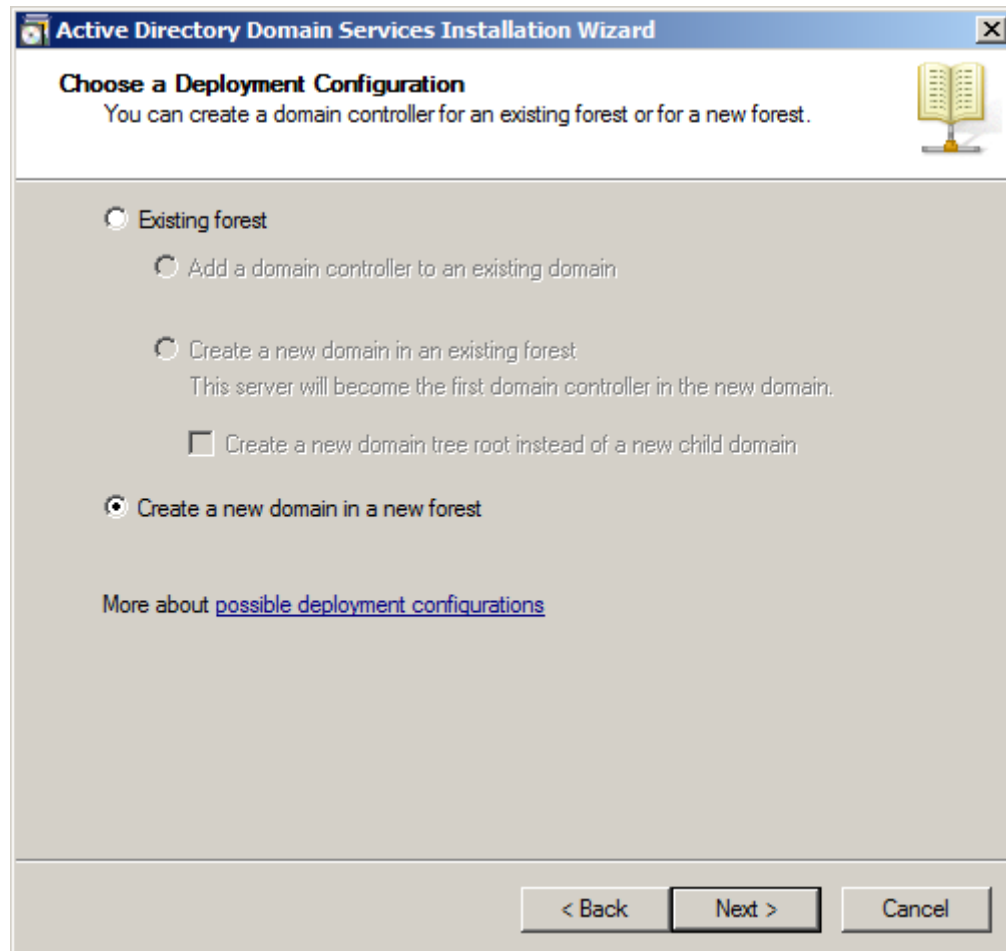 Active Directory Domain Services Installation Wizard
Choose a Deployment Configuration
You can create a domain controller for an existing forest or for a new forest.
Existing forest
Add a domain controller to an existing domain
Create a new domain in an existing forest
This server will become the first domain controller in the new domain.
Create a new domain tree root instead of a new child domain
Create a new domain in a new forest
More about possible deployment configurations
< Back Next > Cancel